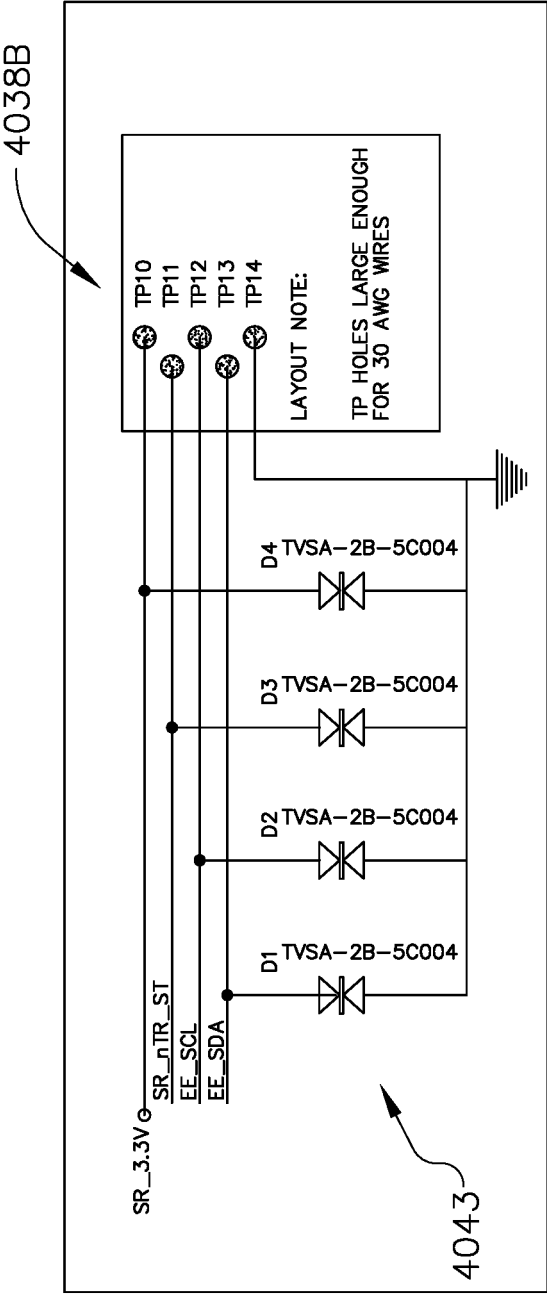 4038B
TP10
TP11
TP12
TP13
TP14
LAYOUT NOTE:
TP HOLES LARGE ENOUGH
FOR 30 AWG WIRES
SR_3.3V
SR_nTR_ST
EE_SCL
EE_SDA
D1 TVSA-2B-5C004
D2 TVSA-2B-5C004
D3 TVSA-2B-5C004
D4 TVSA-2B-5C004
4043